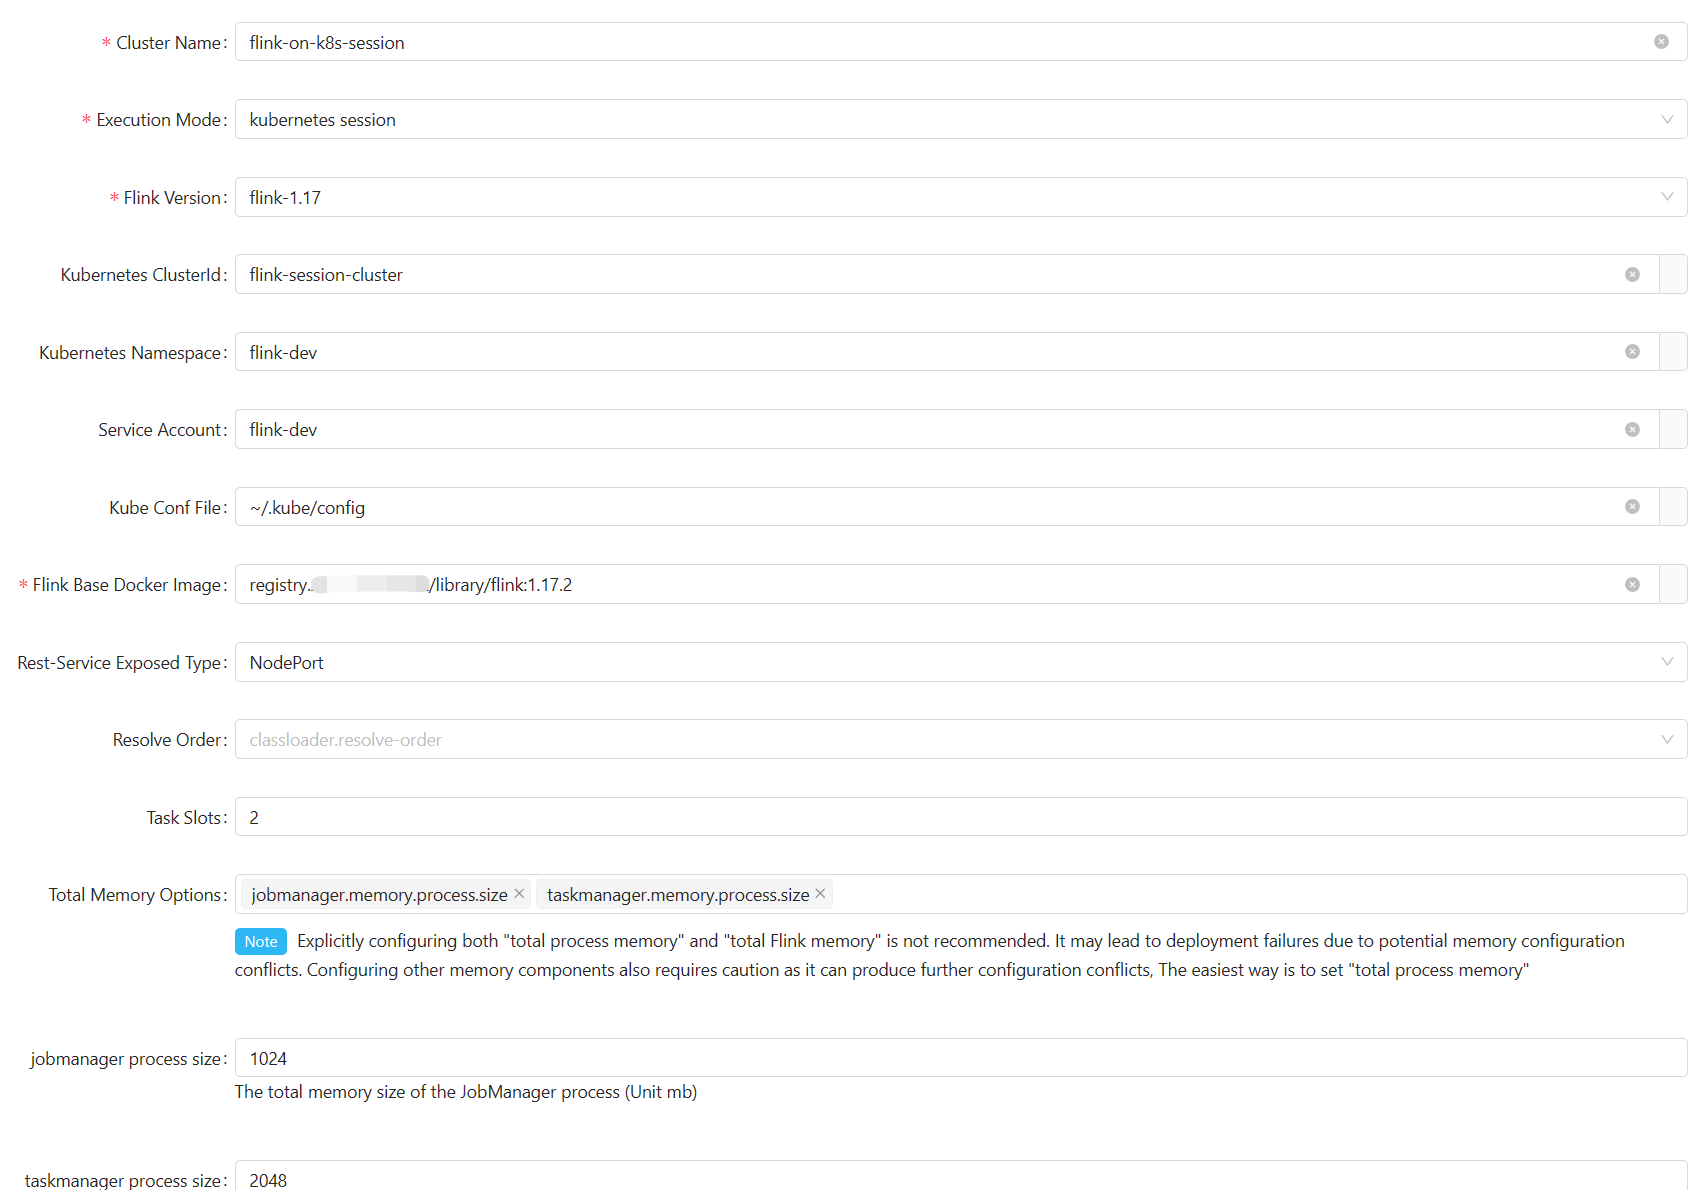 * Cluster Name: flink-on-k8s-session
* Execution Mode: kubernetes session
* Flink Version: flink-1.17
Kubernetes ClusterId: flink-session-cluster
Kubernetes Namespace: flink-dev
Service Account: flink-dev
Kube Conf File: ~/.kube/config
* Flink Base Docker Image: registry. /library/flink:1.17.2
Rest-Service Exposed Type: NodePort
Resolve Order: classloader.resolve-order
Task Slots: 2
Total Memory Options: jobmanager.memory.process.size × taskmanager.memory.process.size ×
Note Explicitly configuring both "total process memory" and "total Flink memory" is not recommended. It may lead to deployment failures due to potential memory configuration
conflicts. Configuring other memory components also requires caution as it can produce further configuration conflicts, The easiest way is to set "total process memory"
jobmanager process size: 1024
The total memory size of the JobManager process (Unit mb)
taskmanager process size: 2048